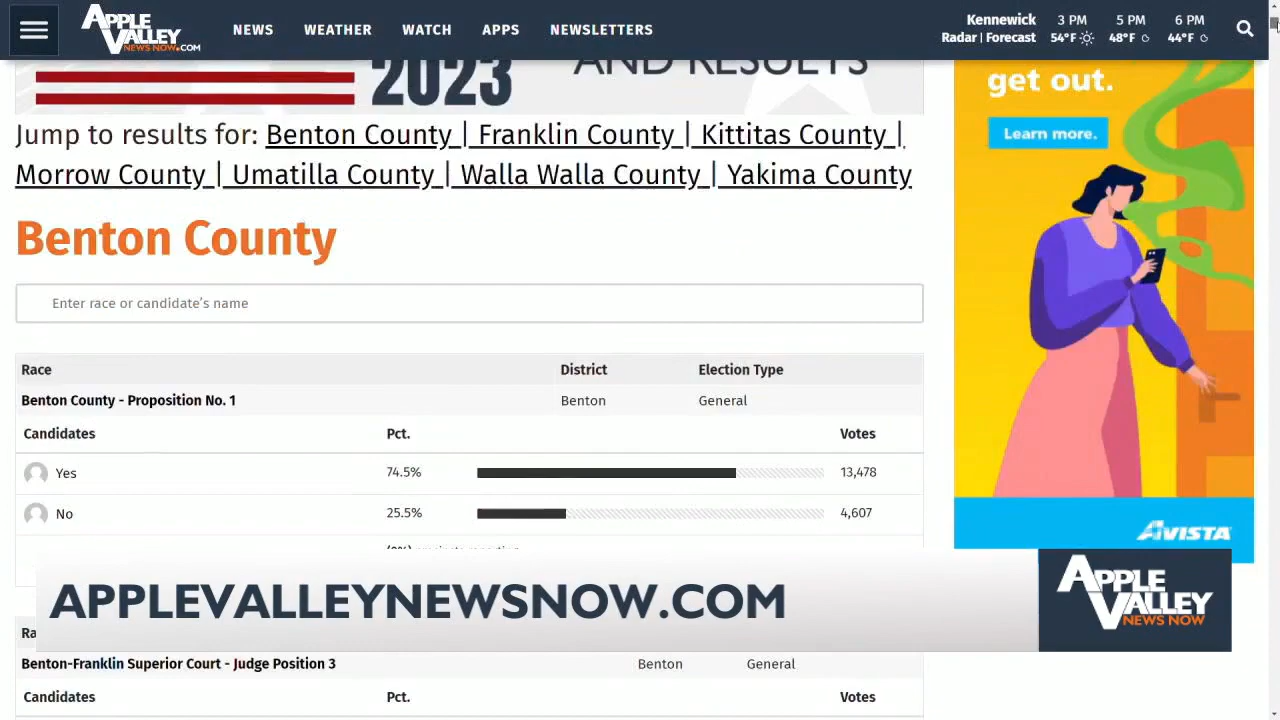 APPLE VALLEY NEWS NOW.COM
NEWS WEATHER WATCH APPS NEWSLETTERS
Kennewick 3 PM 5 PM 6 PM
Radar | Forecast 54°F 48°F 44°F
2023 AND RESULTS
get out.
Learn more.
Jump to results for: Benton County | Franklin County | Kittitas County |
Morrow County | Umatilla County | Walla Walla County | Yakima County
Benton County
Enter race or candidate's name
Race District Election Type
Benton County - Proposition No. 1 Benton General
Candidates Pct. Votes
Yes 74.5% 13,478
No 25.5% 4,607
AVISTA
APPLEVALLEYNEWSNOW.COM
APPLE VALLEY NEWS NOW
Benton-Franklin Superior Court - Judge Position 3 Benton General
Candidates Pct. Votes